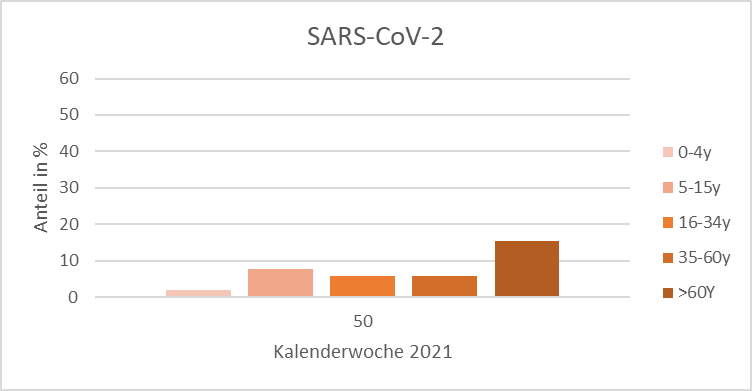 SARS-CoV-2
60
50
40
30
20
10
0
Anteil in %
50
Kalenderwoche 2021
0-4y
5-15y
16-34y
35-60y
>60Y